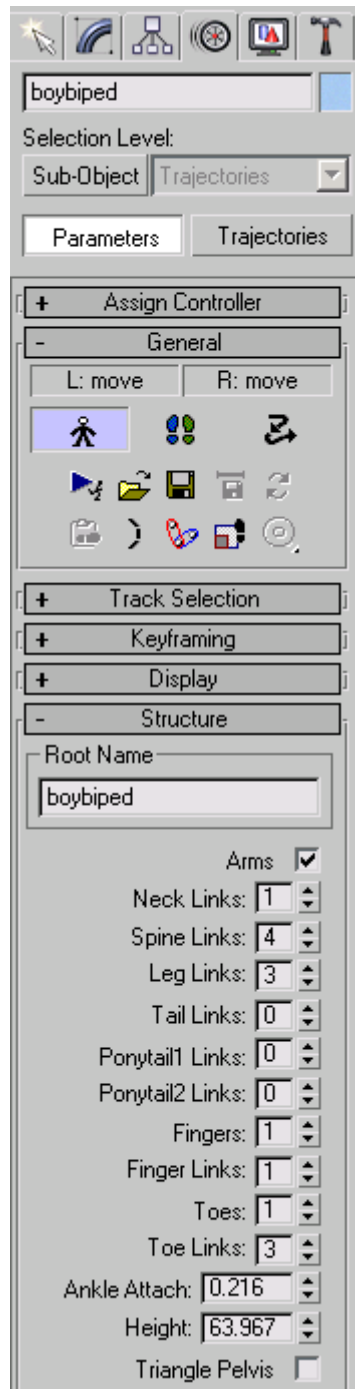 boybiped
Selection Level:
Sub-Object Trajectories
Parameters Trajectories
+ Assign Controller
- General
L: move R: move
+ Track Selection
+ Keyframing
+ Display
- Structure
Root Name
boybiped
Arms
Neck Links: 1
Spine Links: 4
Leg Links: 3
Tail Links: 0
Ponytail1 Links: 0
Ponytail2 Links: 0
Fingers: 1
Finger Links: 1
Toes: 1
Toe Links: 3
Ankle Attach: 0.216
Height: 63.967
Triangle Pelvis